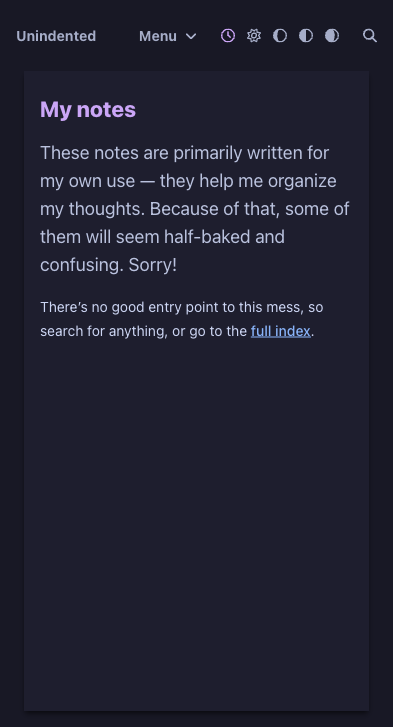 Unindented Menu
My notes
These notes are primarily written for
my own use — they help me organize
my thoughts. Because of that, some of
them will seem half-baked and
confusing. Sorry!
There’s no good entry point to this mess, so
search for anything, or go to the full index.